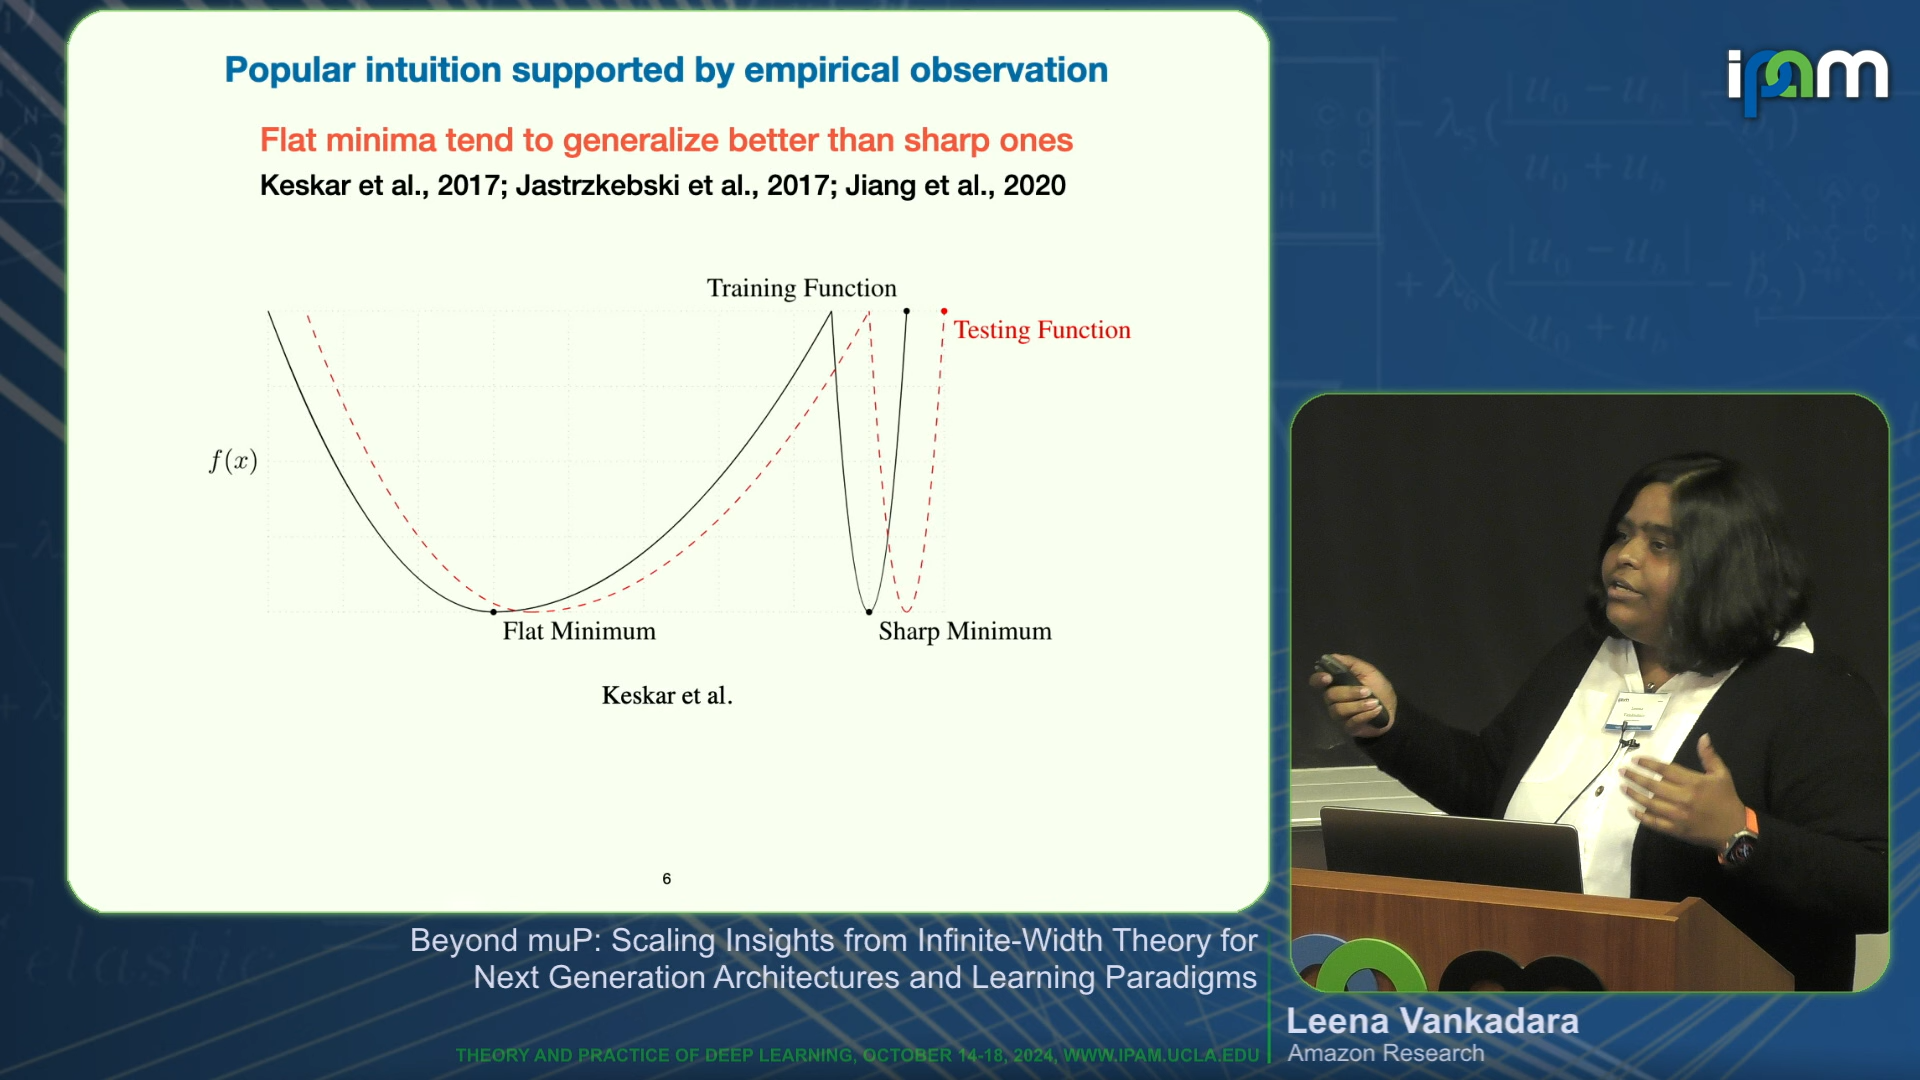 Popular intuition supported by empirical observation
Flat minima tend to generalize better than sharp ones
Keskar et al., 2017; Jastrzkebski et al., 2017; Jiang et al., 2020
Training Function
Testing Function
f(x)
Flat Minimum
Sharp Minimum
Keskar et al.
6
ipam
Beyond muP: Scaling Insights from Infinite-Width Theory for
Next Generation Architectures and Learning Paradigms
THEORY AND PRACTICE OF DEEP LEARNING, OCTOBER 14-18, 2024, WWW.IPAM.UCLA.EDU
Leena Vankadara
Amazon Research